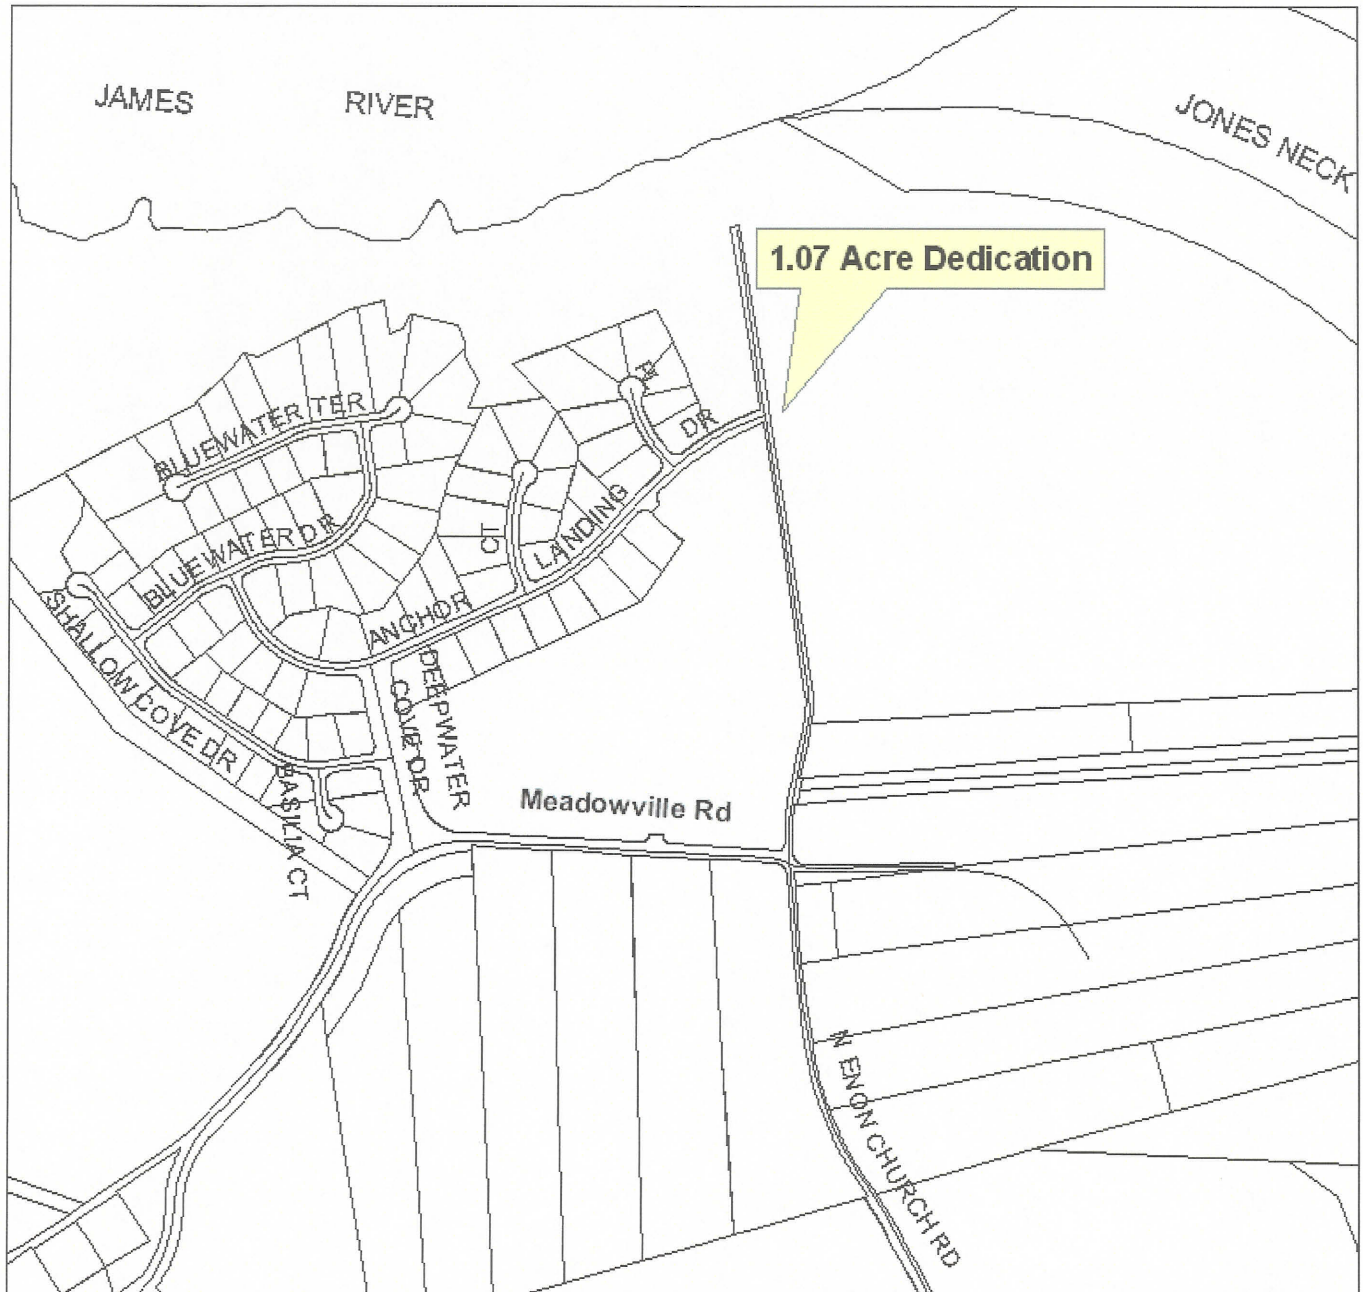 JAMES RIVER
JONES NECK
1.07 Acre Dedication
BLUEWATER TER
DR
BLUEWATER DR
CT
LANDING
ANCHOR
SHALLOW COVE DR
DEEPWATER
COVE DR
BASILIA CT
Meadowville Rd
N ENON CHURCH RD